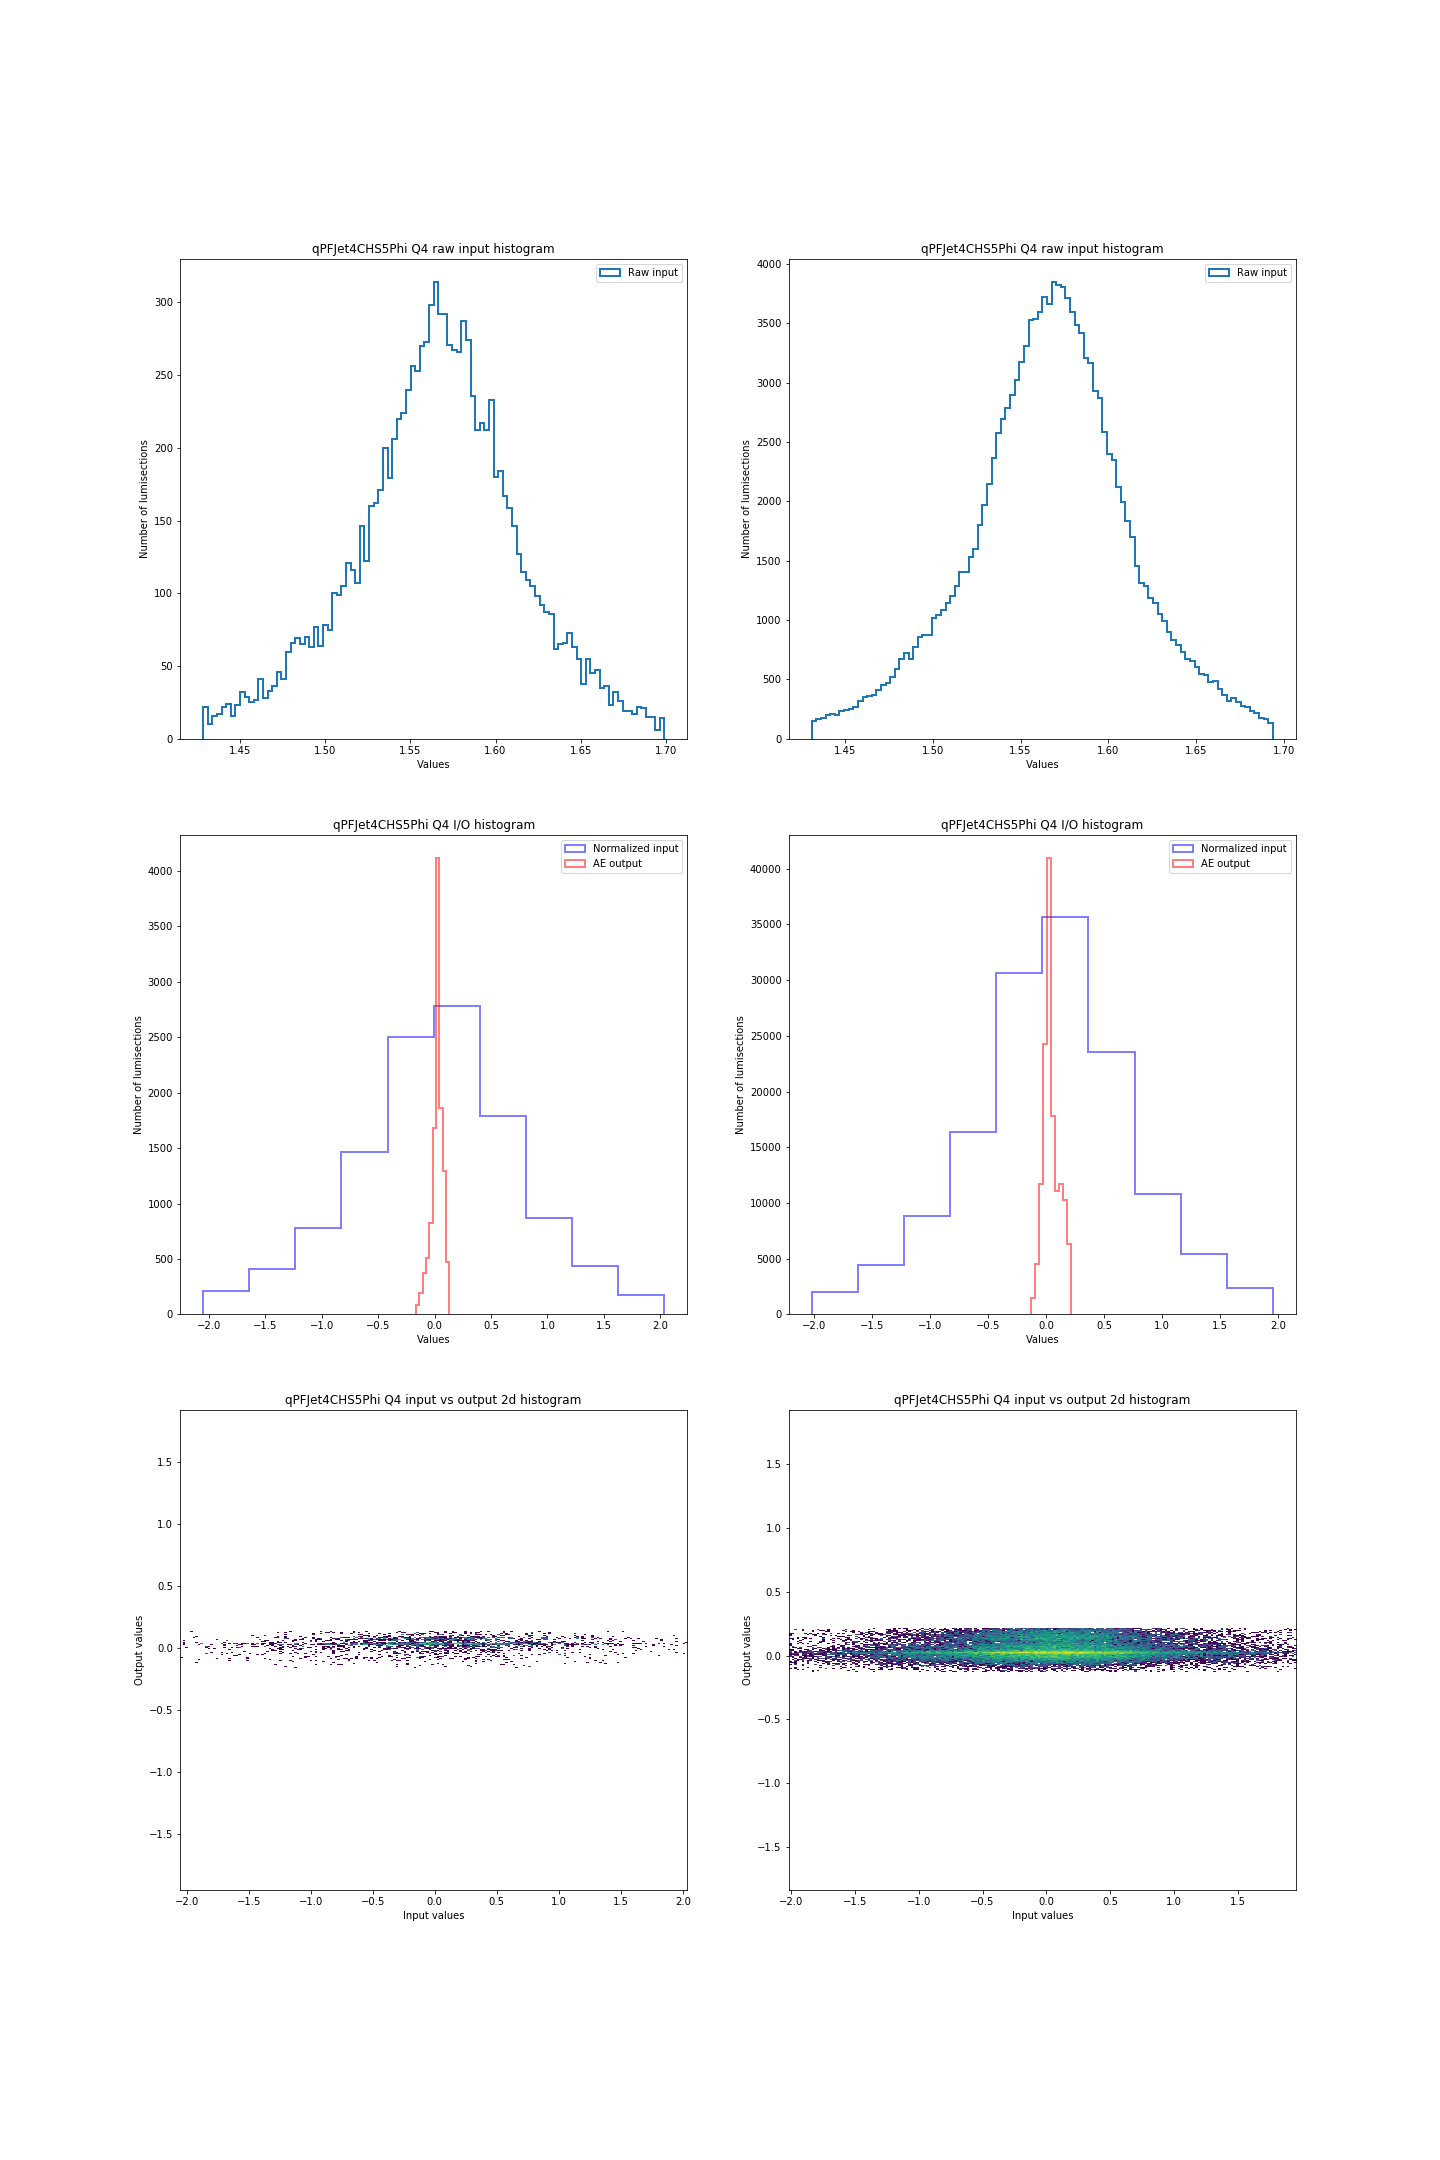 qPFJet4CHS5Phi Q4 raw input histogram
Raw input
300
250
200
150
100
50
0
Number of lumisections
1.45 1.50 1.55 1.60 1.65 1.70
Values
qPFJet4CHS5Phi Q4 raw input histogram
Raw input
4000
3500
3000
2500
2000
1500
1000
500
0
Number of lumisections
1.45 1.50 1.55 1.60 1.65 1.70
Values
qPFJet4CHS5Phi Q4 I/O histogram
Normalized input
AE output
4000
3500
3000
2500
2000
1500
1000
500
0
Number of lumisections
−2.0 −1.5 −1.0 −0.5 0.0 0.5 1.0 1.5 2.0
Values
qPFJet4CHS5Phi Q4 I/O histogram
Normalized input
AE output
40000
35000
30000
25000
20000
15000
10000
5000
0
Number of lumisections
−2.0 −1.5 −1.0 −0.5 0.0 0.5 1.0 1.5 2.0
Values
qPFJet4CHS5Phi Q4 input vs output 2d histogram
1.5
1.0
0.5
0.0
−0.5
−1.0
−1.5
Output values
−2.0 −1.5 −1.0 −0.5 0.0 0.5 1.0 1.5 2.0
Input values
qPFJet4CHS5Phi Q4 input vs output 2d histogram
1.5
1.0
0.5
0.0
−0.5
−1.0
−1.5
Output values
−2.0 −1.5 −1.0 −0.5 0.0 0.5 1.0 1.5
Input values